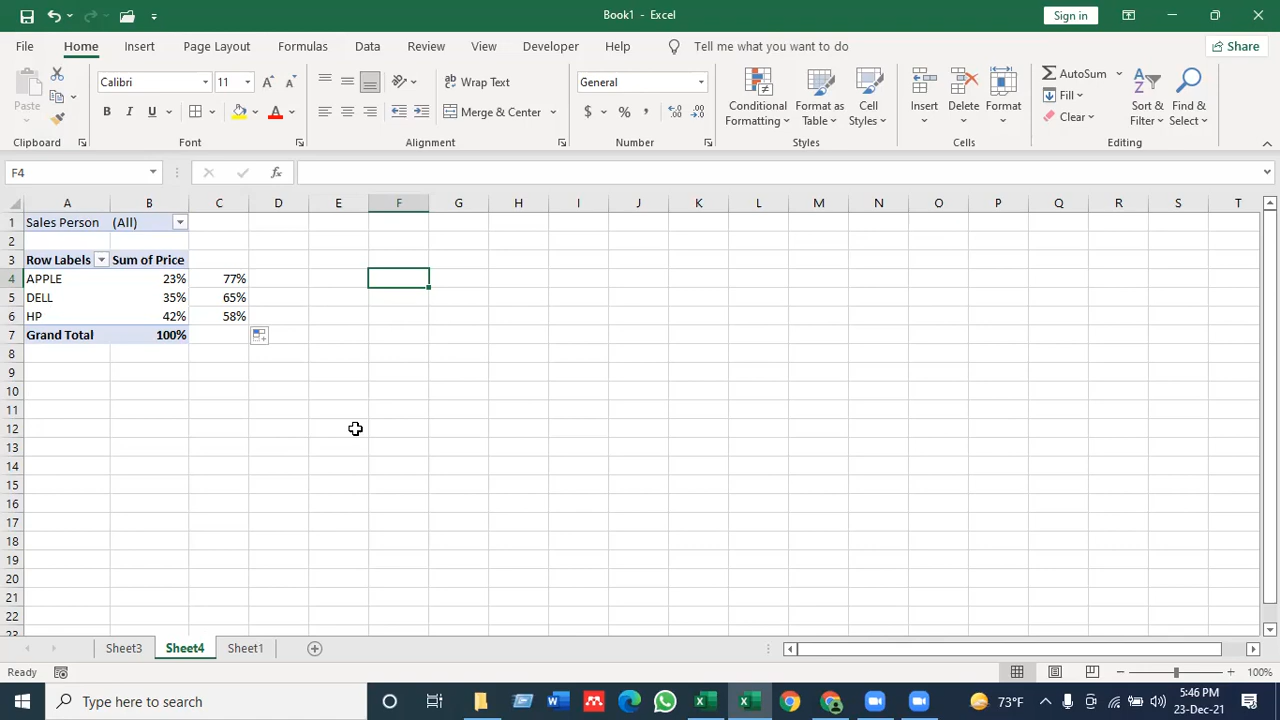 Book1 - Excel
Sign in
File Home Insert Page Layout Formulas Data Review View Developer Help Tell me what you want to do Share
Paste
Calibri 11
B I U
Wrap Text
Merge & Center
General
$ % ,
Conditional Formatting
Format as Table
Cell Styles
Insert Delete Format
AutoSum
Fill
Clear
Sort & Filter
Find & Select
Clipboard Font Alignment Number Styles Cells Editing
F4 fx
A B C D E F G H I J K L M N O P Q R S T
1 Sales Person (All)
2
3 Row Labels Sum of Price
4 APPLE 23% 77%
5 DELL 35% 65%
6 HP 42% 58%
7 Grand Total 100%
8
9
10
11
12
13
14
15
16
17
18
19
20
21
22
23
Sheet3 Sheet4 Sheet1
Ready 100%
Type here to search 73°F 5:46 PM
23-Dec-21